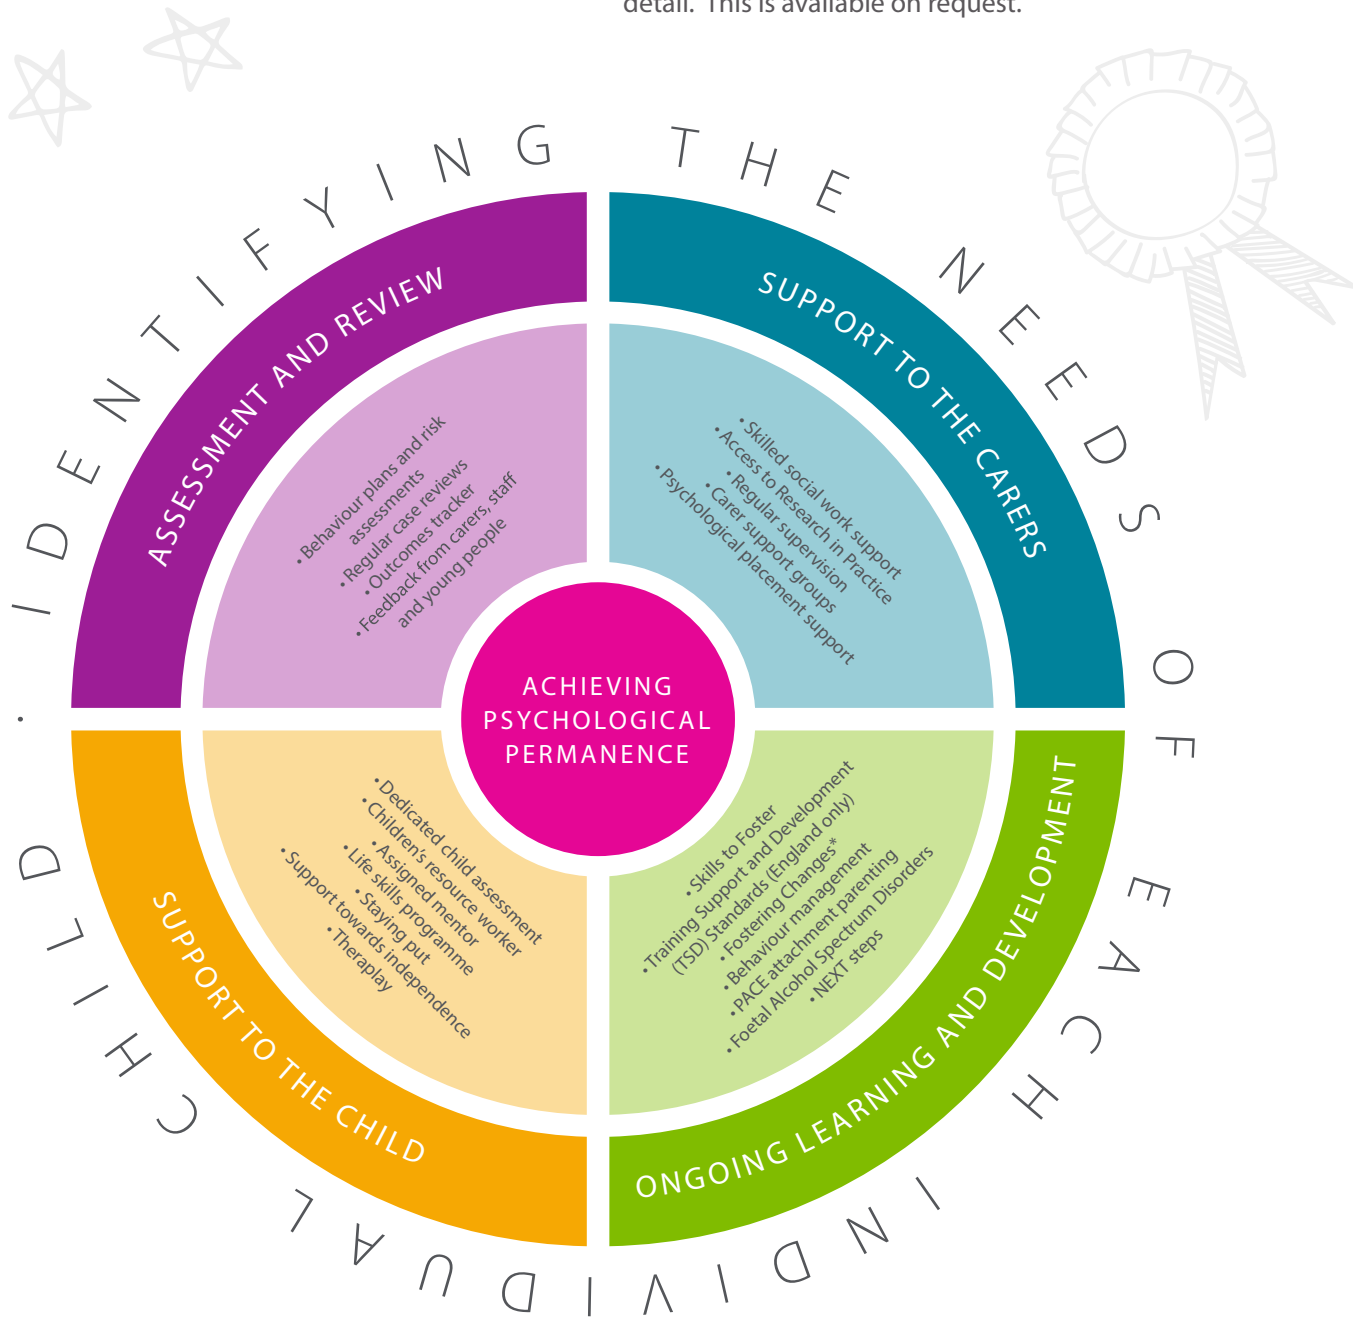 detail. This is available on request.
IDENTIFYING THE NEEDS OF EACH INDIVIDUAL CHILD .
ASSESSMENT AND REVIEW
• Behaviour plans and risk
assessments
• Regular case reviews
• Outcomes tracker
• Feedback from carers, staff
and young people
SUPPORT TO THE CARERS
• Skilled social work support
• Access to Research in Practice
• Regular supervision
• Carer support groups
• Psychological placement support
ACHIEVING
PSYCHOLOGICAL
PERMANENCE
SUPPORT TO THE CHILD
• Dedicated child assessment
• Children's resource worker
• Assigned mentor
• Life skills programme
• Staying put
• Support towards independence
• Theraplay
ONGOING LEARNING AND DEVELOPMENT
• Skills to Foster
• Training Support and Development
(TSD) Standards (England only)
• Fostering Changes*
• Behaviour management
• PACE attachment parenting
• Foetal Alcohol Spectrum Disorders
• NEXT steps